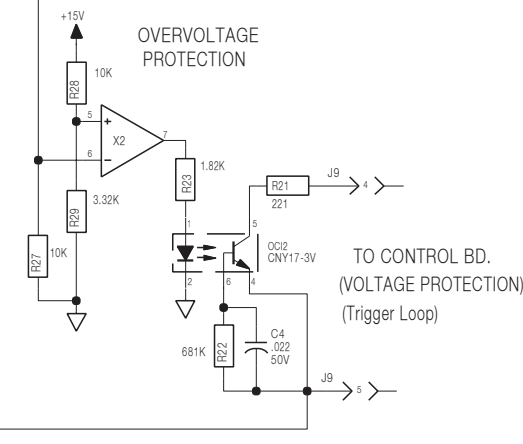 +15V
OVERVOLTAGE
PROTECTION
R28
10K
5
+
X2
7
6
-
1.82K
R23
R21
221
J9
4
3.32K
R29
R27
10K
1
2
5
OCI2
CNY17-3V
6
4
TO CONTROL BD.
(VOLTAGE PROTECTION)
(Trigger Loop)
681K
R22
C4
.022
50V
J9
5